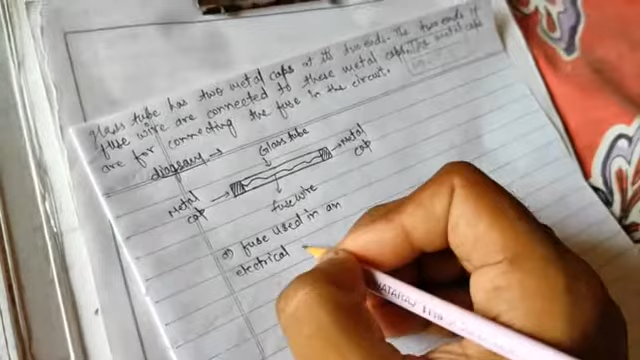 glass tube has two metal caps at its two ends. The two ends of
fuse wire are connected to these metal caps. The metal caps
are for connecting the fuse in the circuit.
diagram →
Glass tube
Metal cap
Metal cap
fuse wire
fuse used in an
electrical
NATARAJ